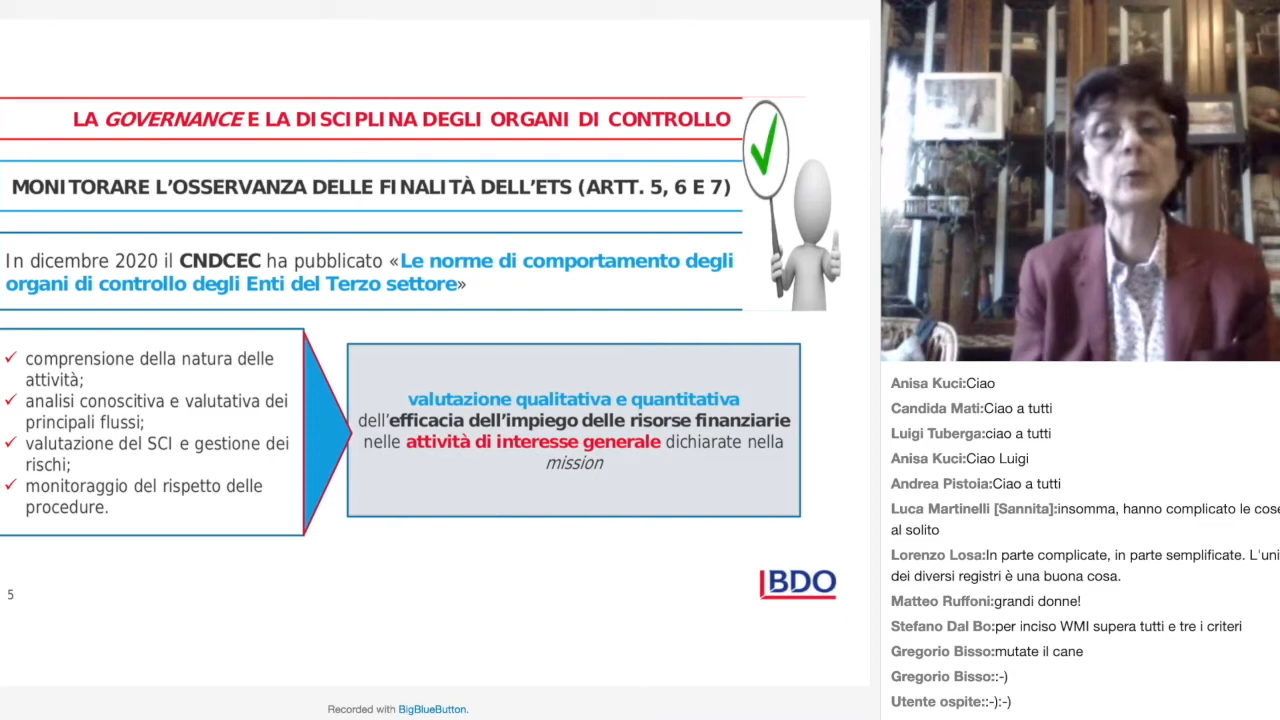 LA GOVERNANCE E LA DISCIPLINA DEGLI ORGANI DI CONTROLLO
MONITORARE L'OSSERVANZA DELLE FINALITÀ DELL'ETS (ARTT. 5, 6 E 7)
In dicembre 2020 il CNDCEC ha pubblicato «Le norme di comportamento degli
organi di controllo degli Enti del Terzo settore»
comprensione della natura delle
attività;
analisi conoscitiva e valutativa dei
principali flussi;
valutazione del SCI e gestione dei
rischi;
monitoraggio del rispetto delle
procedure.
valutazione qualitativa e quantitativa
dell'efficacia dell'impiego delle risorse finanziarie
nelle attività di interesse generale dichiarate nella
mission
5
BDO
Recorded with BigBlueButton.
Anisa Kuci:Ciao
Candida Mati:Ciao a tutti
Luigi Tuberga:ciao a tutti
Anisa Kuci:Ciao Luigi
Andrea Pistoia:Ciao a tutti
Luca Martinelli [Sannita]:insomma, hanno complicato le cose
al solito
Lorenzo Losa:In parte complicate, in parte semplificate. L'uni
dei diversi registri è una buona cosa.
Matteo Ruffoni:grandi donne!
Stefano Dal Bo:per inciso WMI supera tutti e tre i criteri
Gregorio Bisso:mutate il cane
Gregorio Bisso::-)
Utente ospite::-):-)